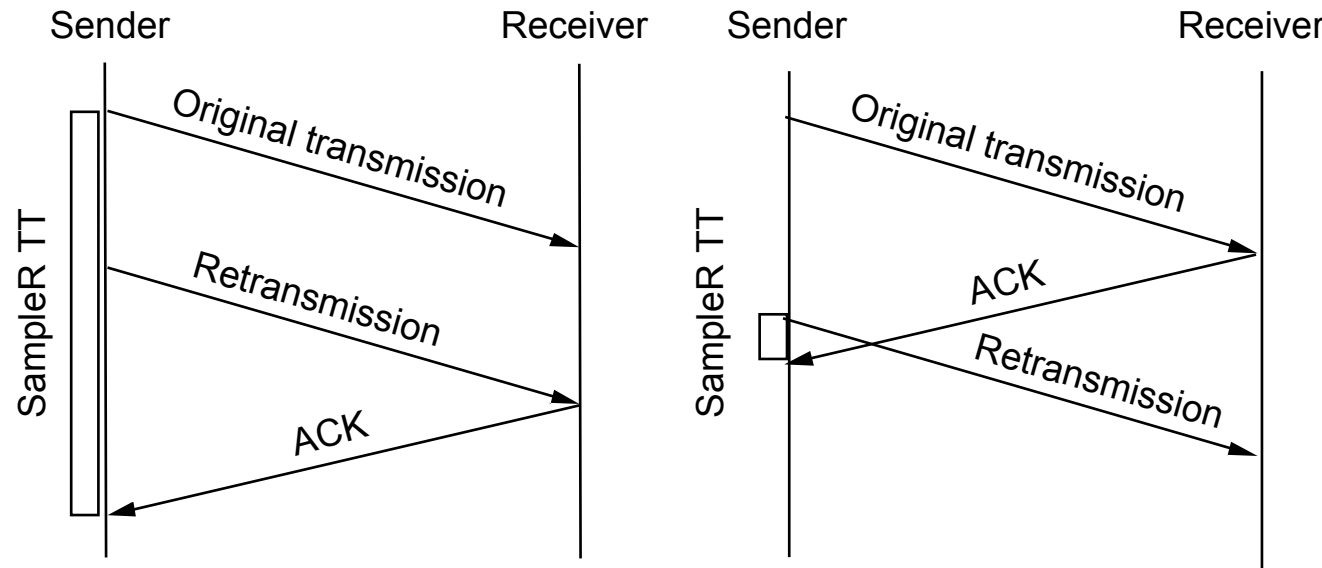 Sender
Receiver
Original transmission
Retransmission
ACK
SampleR TT
Sender
Receiver
Original transmission
ACK
Retransmission
SampleR TT